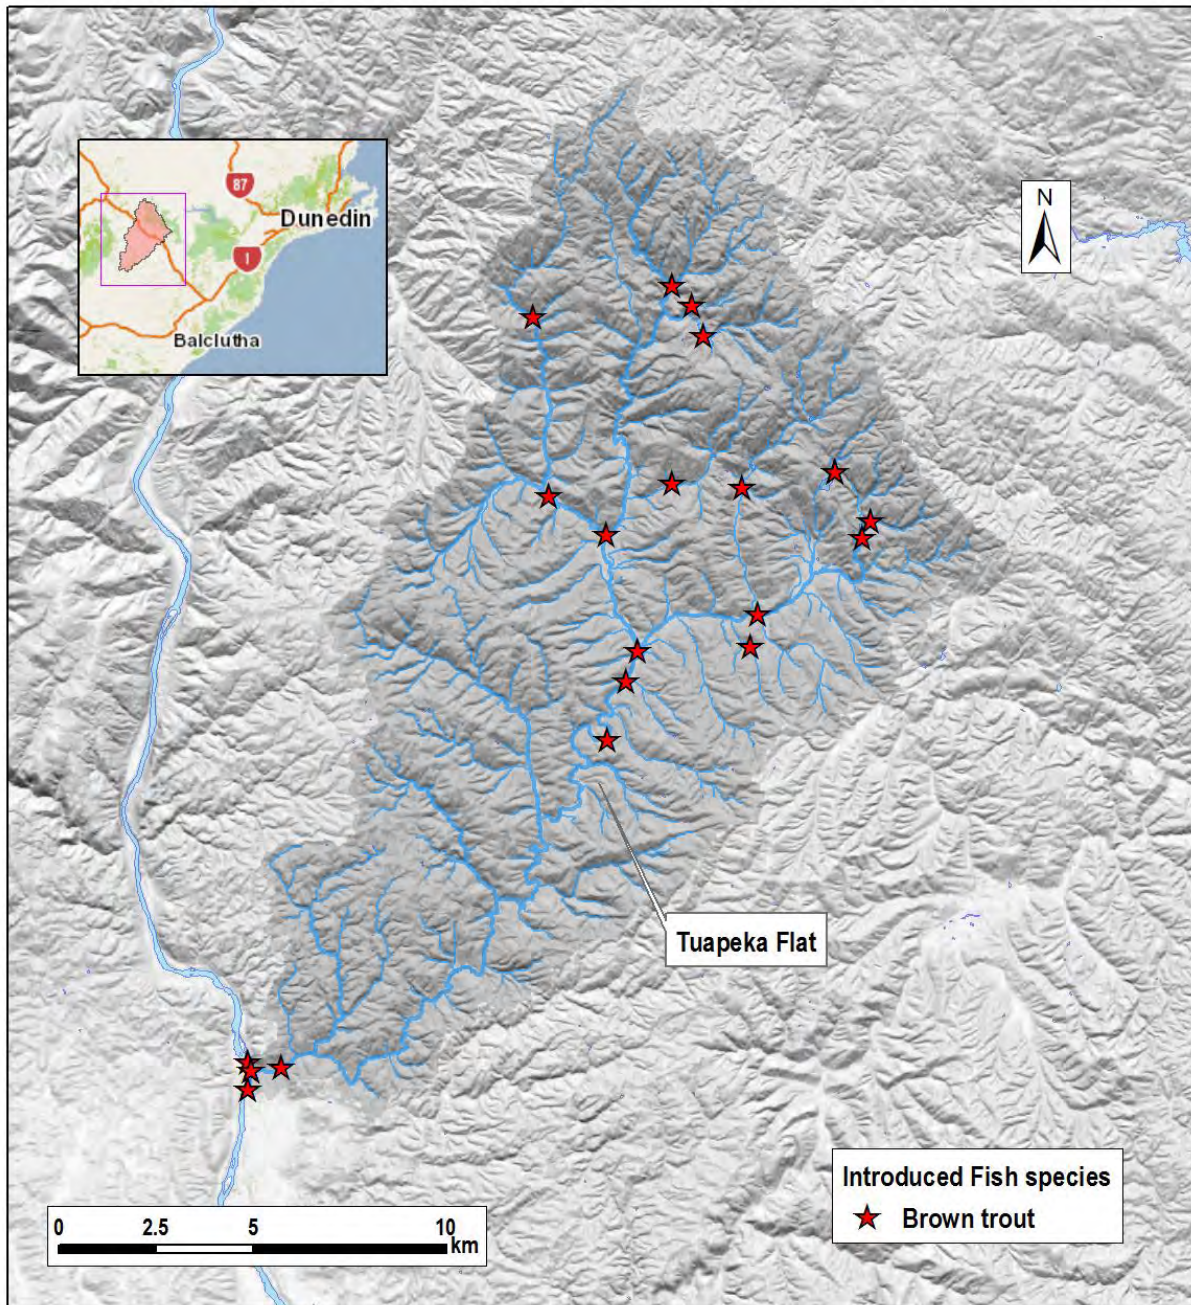 87
Dunedin
1
Balclutha
N
Tuapeka Flat
Introduced Fish species
Brown trout
0 2.5 5 10
km